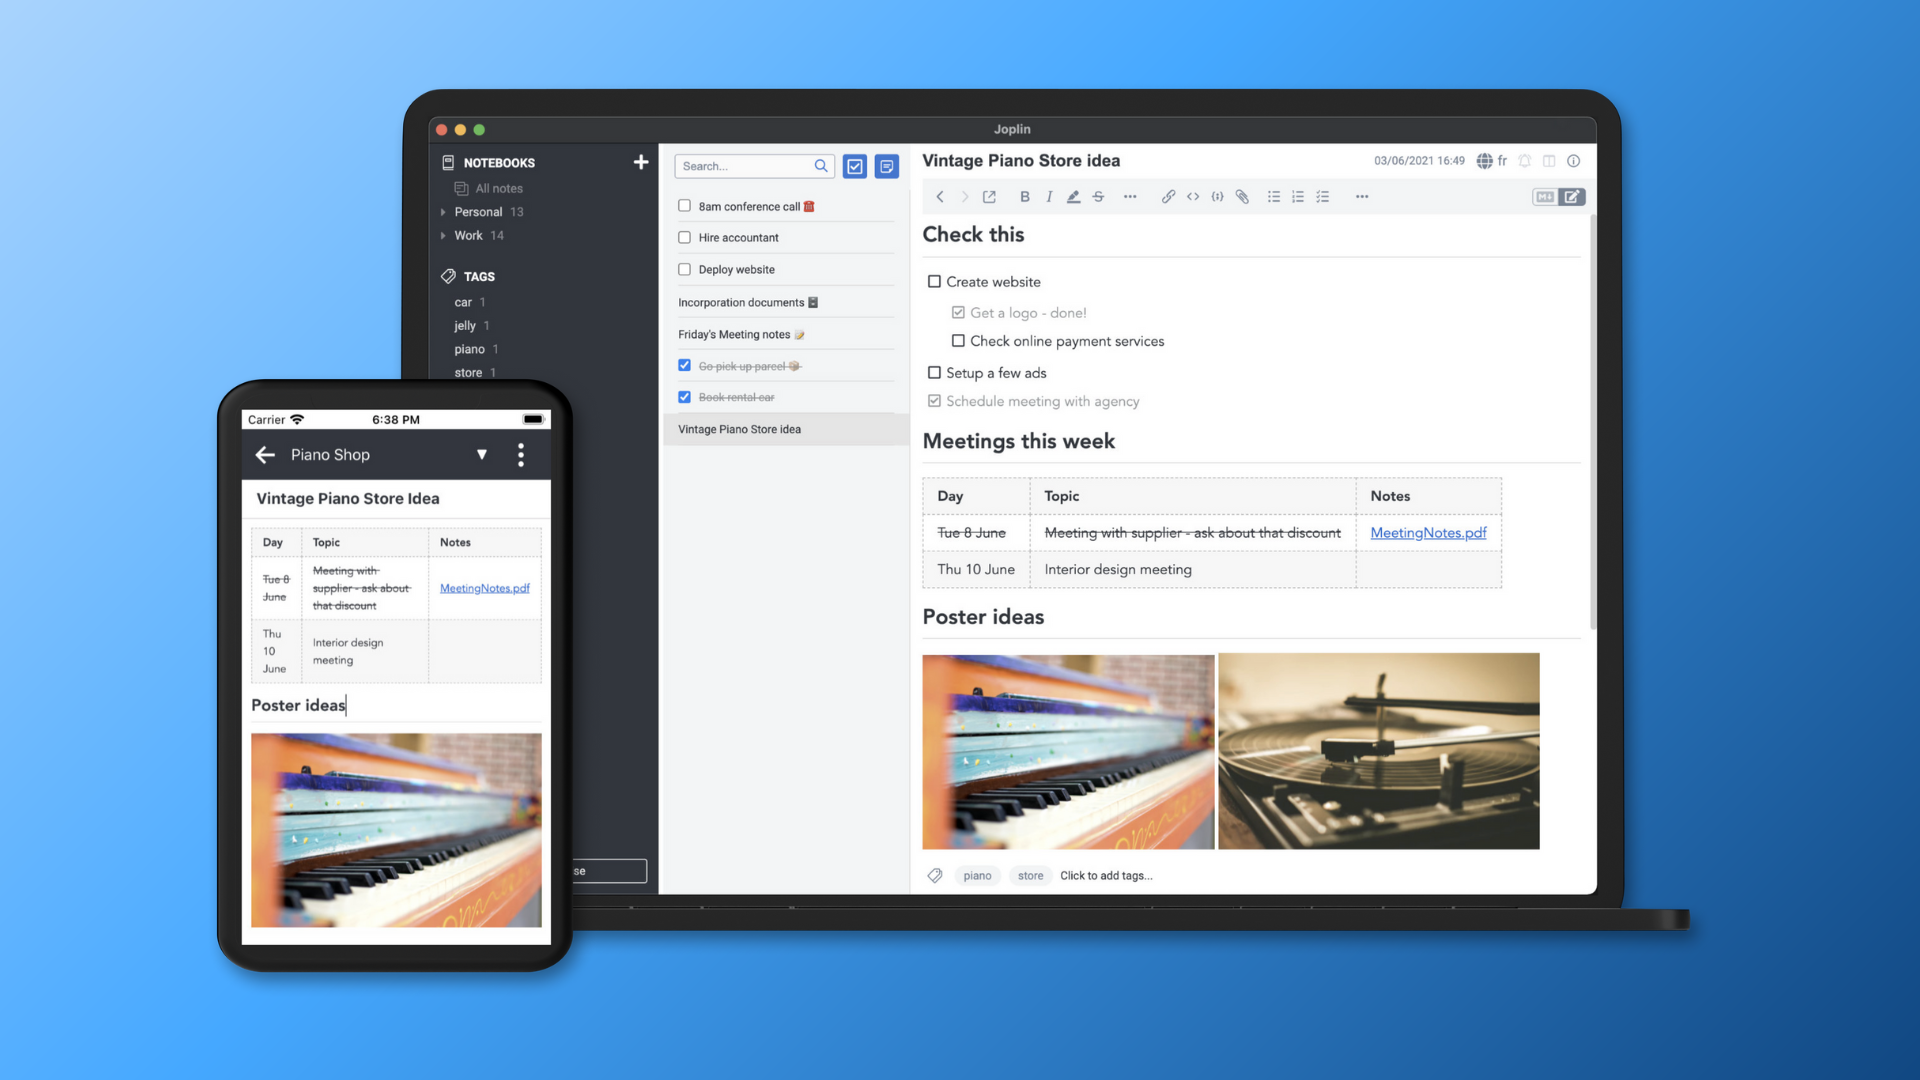 Joplin
NOTEBOOKS
All notes
Personal 13
Work 14
TAGS
car 1
jelly 1
piano 1
store 1
se
Search...
8am conference call
Hire accountant
Deploy website
Incorporation documents
Friday's Meeting notes
Go pick up parcel
Book rental car
Vintage Piano Store idea
Vintage Piano Store idea
03/06/2021 16:49 fr
B I S
M
Check this
Create website
Get a logo - done!
Check online payment services
Setup a few ads
Schedule meeting with agency
Meetings this week
Day Topic Notes
Tue 8 June Meeting with supplier - ask about that discount MeetingNotes.pdf
Thu 10 June Interior design meeting
Poster ideas
piano store Click to add tags...
Carrier 6:38 PM
Piano Shop
Vintage Piano Store Idea
Day Topic Notes
Tue 8
June
Meeting with
supplier - ask about
that discount
MeetingNotes.pdf
Thu
10
June
Interior design
meeting
Poster ideas